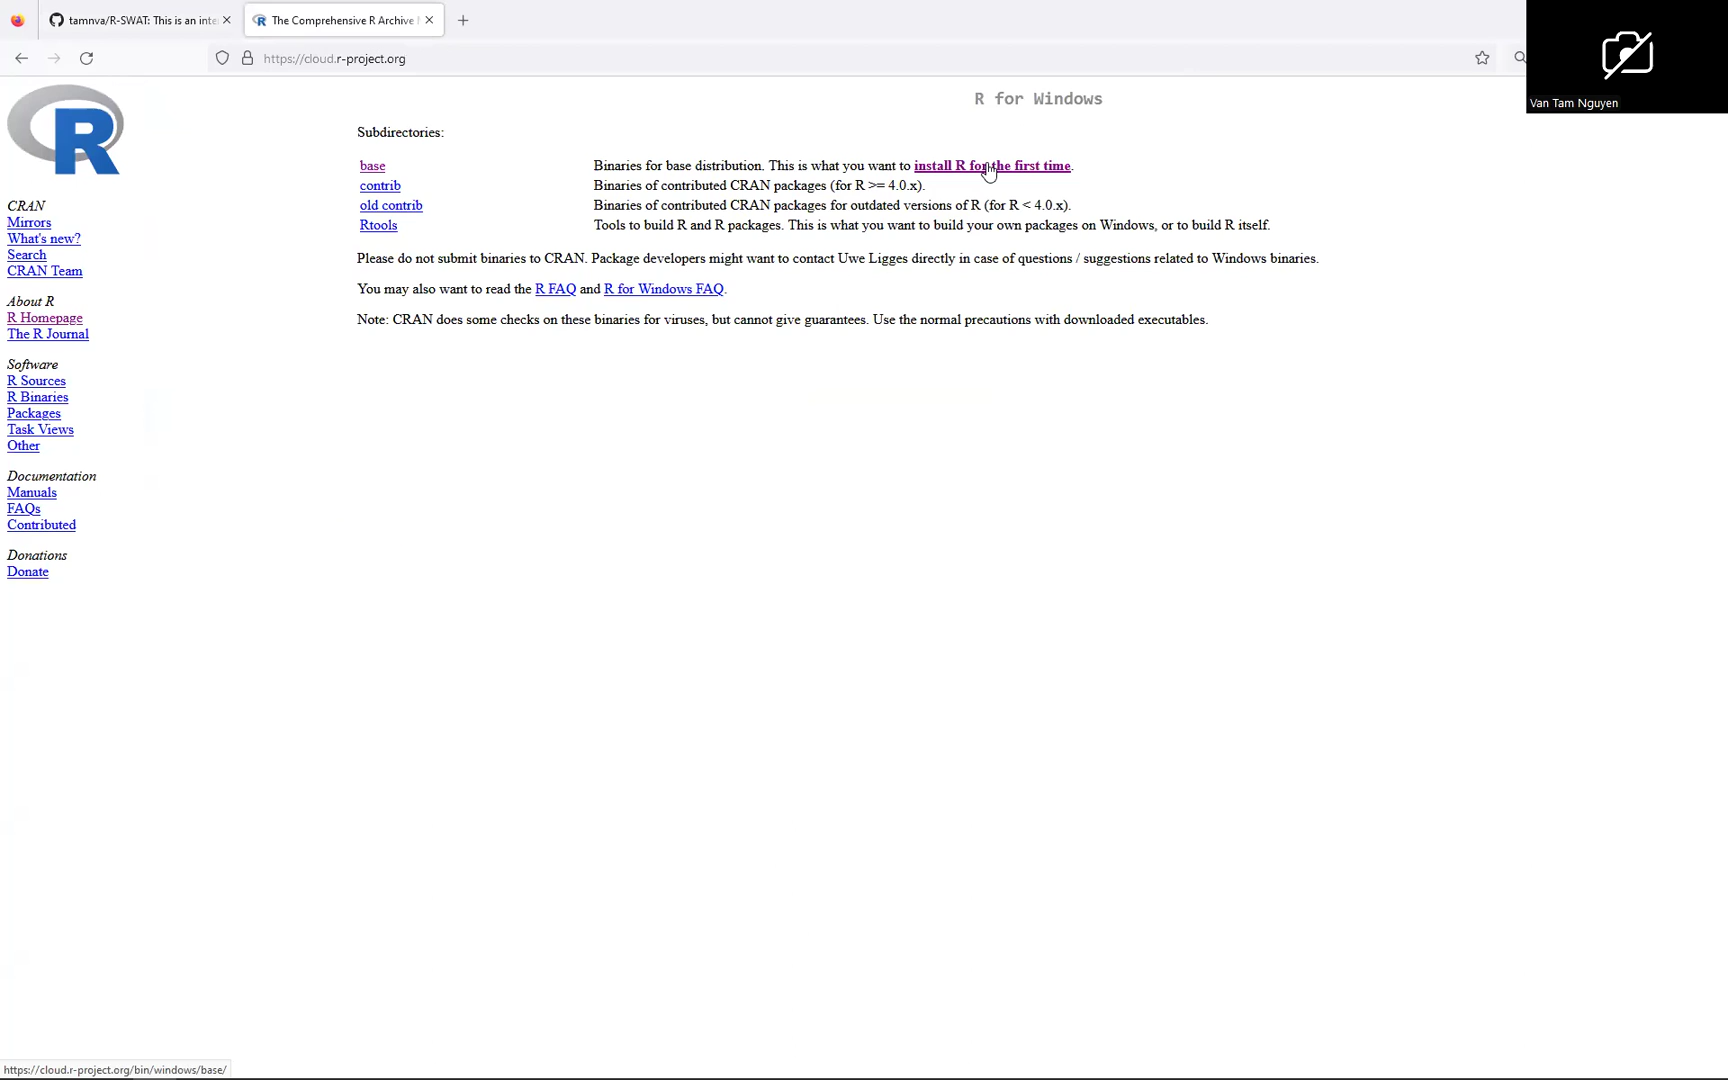 tamnva/R-SWAT: This is an inte
The Comprehensive R Archive
https://cloud.r-project.org
Van Tam Nguyen
R
CRAN
Mirrors
What's new?
Search
CRAN Team
About R
R Homepage
The R Journal
Software
R Sources
R Binaries
Packages
Task Views
Other
Documentation
Manuals
FAQs
Contributed
Donations
Donate
R for Windows
Subdirectories:
base Binaries for base distribution. This is what you want to install R for the first time.
contrib Binaries of contributed CRAN packages (for R >= 4.0.x).
old contrib Binaries of contributed CRAN packages for outdated versions of R (for R < 4.0.x).
Rtools Tools to build R and R packages. This is what you want to build your own packages on Windows, or to build R itself.
Please do not submit binaries to CRAN. Package developers might want to contact Uwe Ligges directly in case of questions / suggestions related to Windows binaries.
You may also want to read the R FAQ and R for Windows FAQ.
Note: CRAN does some checks on these binaries for viruses, but cannot give guarantees. Use the normal precautions with downloaded executables.
https://cloud.r-project.org/bin/windows/base/